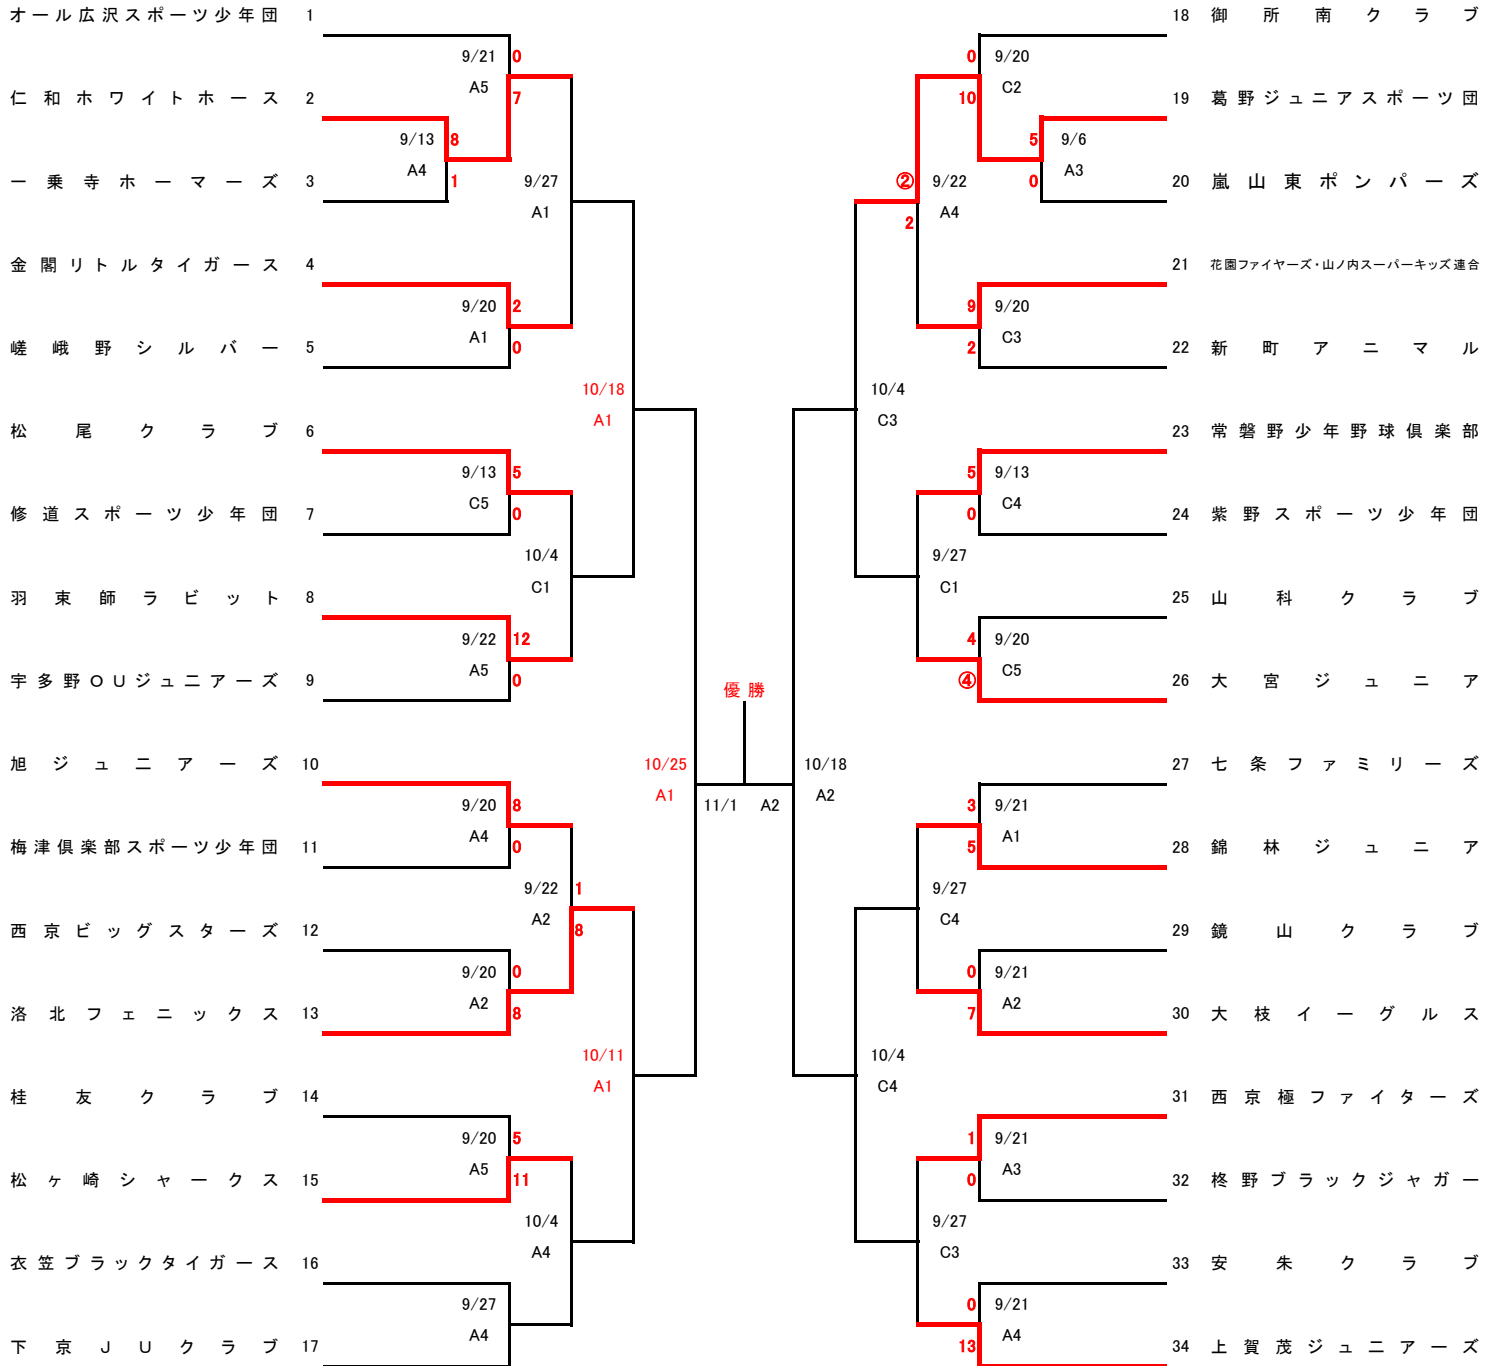 オール広沢スポーツ少年団 1
9/21 0
A5 7
仁和ホワイトホース 2
9/13 8
A4 1
一乗寺ホーマーズ 3
9/27
A1
金閣リトルタイガース 4
9/20 2
A1 0
嵯峨野シルバー 5
10/18
A1
松尾クラブ 6
9/13 5
C5 0
修道スポーツ少年団 7
10/4
C1
羽束師ラビット 8
9/22 12
A5 0
宇多野OUジュニアーズ 9
優勝
10/25
A1
11/1 A2
旭ジュニアーズ 10
9/20 8
A4 0
梅津倶楽部スポーツ少年団 11
9/22 1
A2 8
西京ビッグスターズ 12
9/20 0
A2 8
洛北フェニックス 13
10/11
A1
桂友クラブ 14
9/20 5
A5 11
松ヶ崎シャークス 15
10/4
A4
衣笠ブラックタイガース 16
9/27
A4
下京JUクラブ 17
18 御所南クラブ
0 9/20
10 C2
19 葛野ジュニアスポーツ団
5 9/6
0 A3
20 嵐山東ポンパーズ
② 9/22
2 A4
21 花園ファイヤーズ・山ノ内スーパーキッズ連合
9 9/20
2 C3
22 新町アニマル
10/4
C3
23 常磐野少年野球倶楽部
5 9/13
0 C4
24 紫野スポーツ少年団
9/27
C1
25 山科クラブ
4 9/20
④ C5
26 大宮ジュニア
10/18
A2
27 七条ファミリーズ
3 9/21
5 A1
28 錦林ジュニア
9/27
C4
29 鏡山クラブ
0 9/21
7 A2
30 大枝イーグルス
10/4
C4
31 西京極ファイターズ
1 9/21
0 A3
32 柊野ブラックジャガー
9/27
C3
33 安朱クラブ
0 9/21
13 A4
34 上賀茂ジュニアーズ